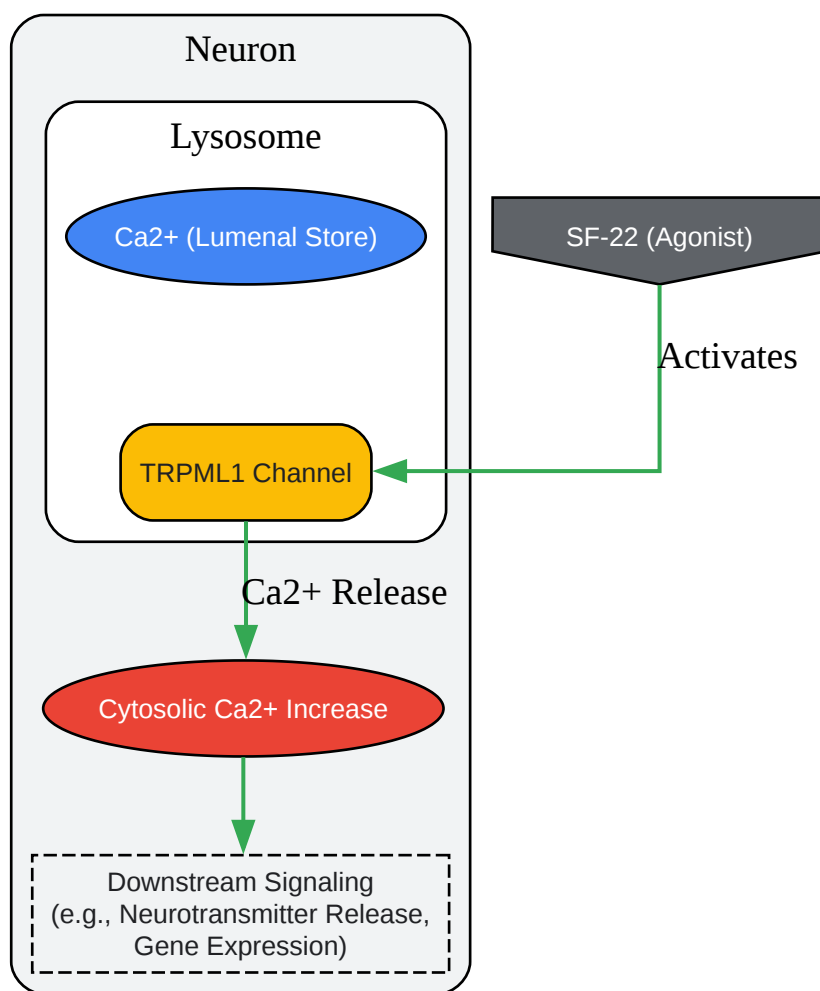 Neuron
Lysosome
Ca2+ (Lumenal Store)
SF-22 (Agonist)
Activates
TRPML1 Channel
Ca2+ Release
Cytosolic Ca2+ Increase
Downstream Signaling
(e.g., Neurotransmitter Release,
Gene Expression)